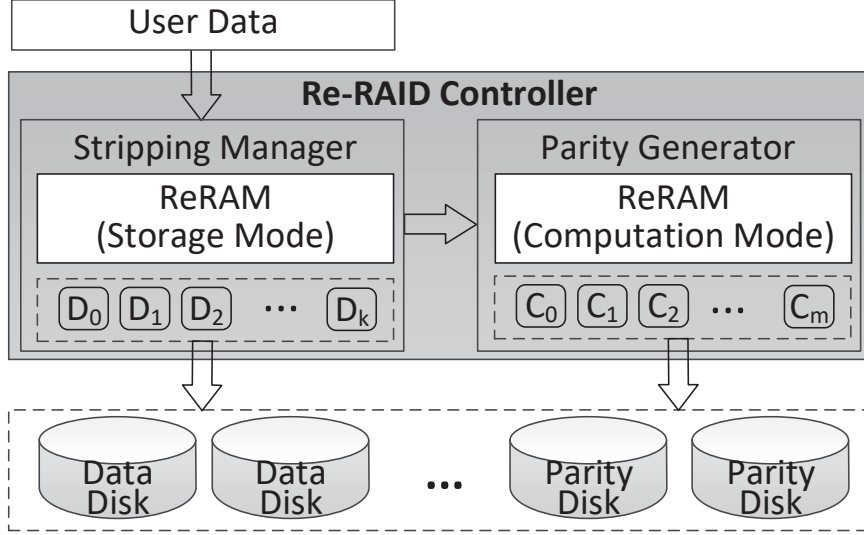 User Data
Re-RAID Controller
Stripping Manager
ReRAM
(Storage Mode)
D₀ D₁ D₂ ... Dₖ
Parity Generator
ReRAM
(Computation Mode)
C₀ C₁ C₂ ... Cₘ
Data
Disk
Data
Disk
...
Parity
Disk
Parity
Disk